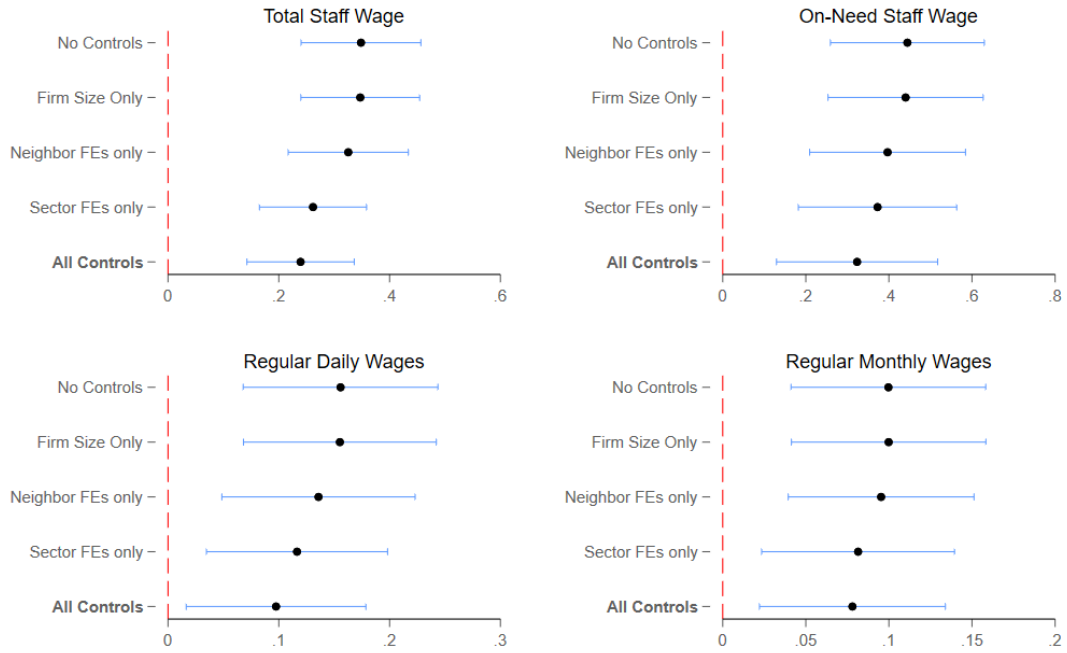 Total Staff Wage
No Controls
Firm Size Only
Neighbor FEs only
Sector FEs only
All Controls
0 .2 .4 .6
On-Need Staff Wage
No Controls
Firm Size Only
Neighbor FEs only
Sector FEs only
All Controls
0 .2 .4 .6 .8
Regular Daily Wages
No Controls
Firm Size Only
Neighbor FEs only
Sector FEs only
All Controls
0 .1 .2 .3
Regular Monthly Wages
No Controls
Firm Size Only
Neighbor FEs only
Sector FEs only
All Controls
0 .05 .1 .15 .2